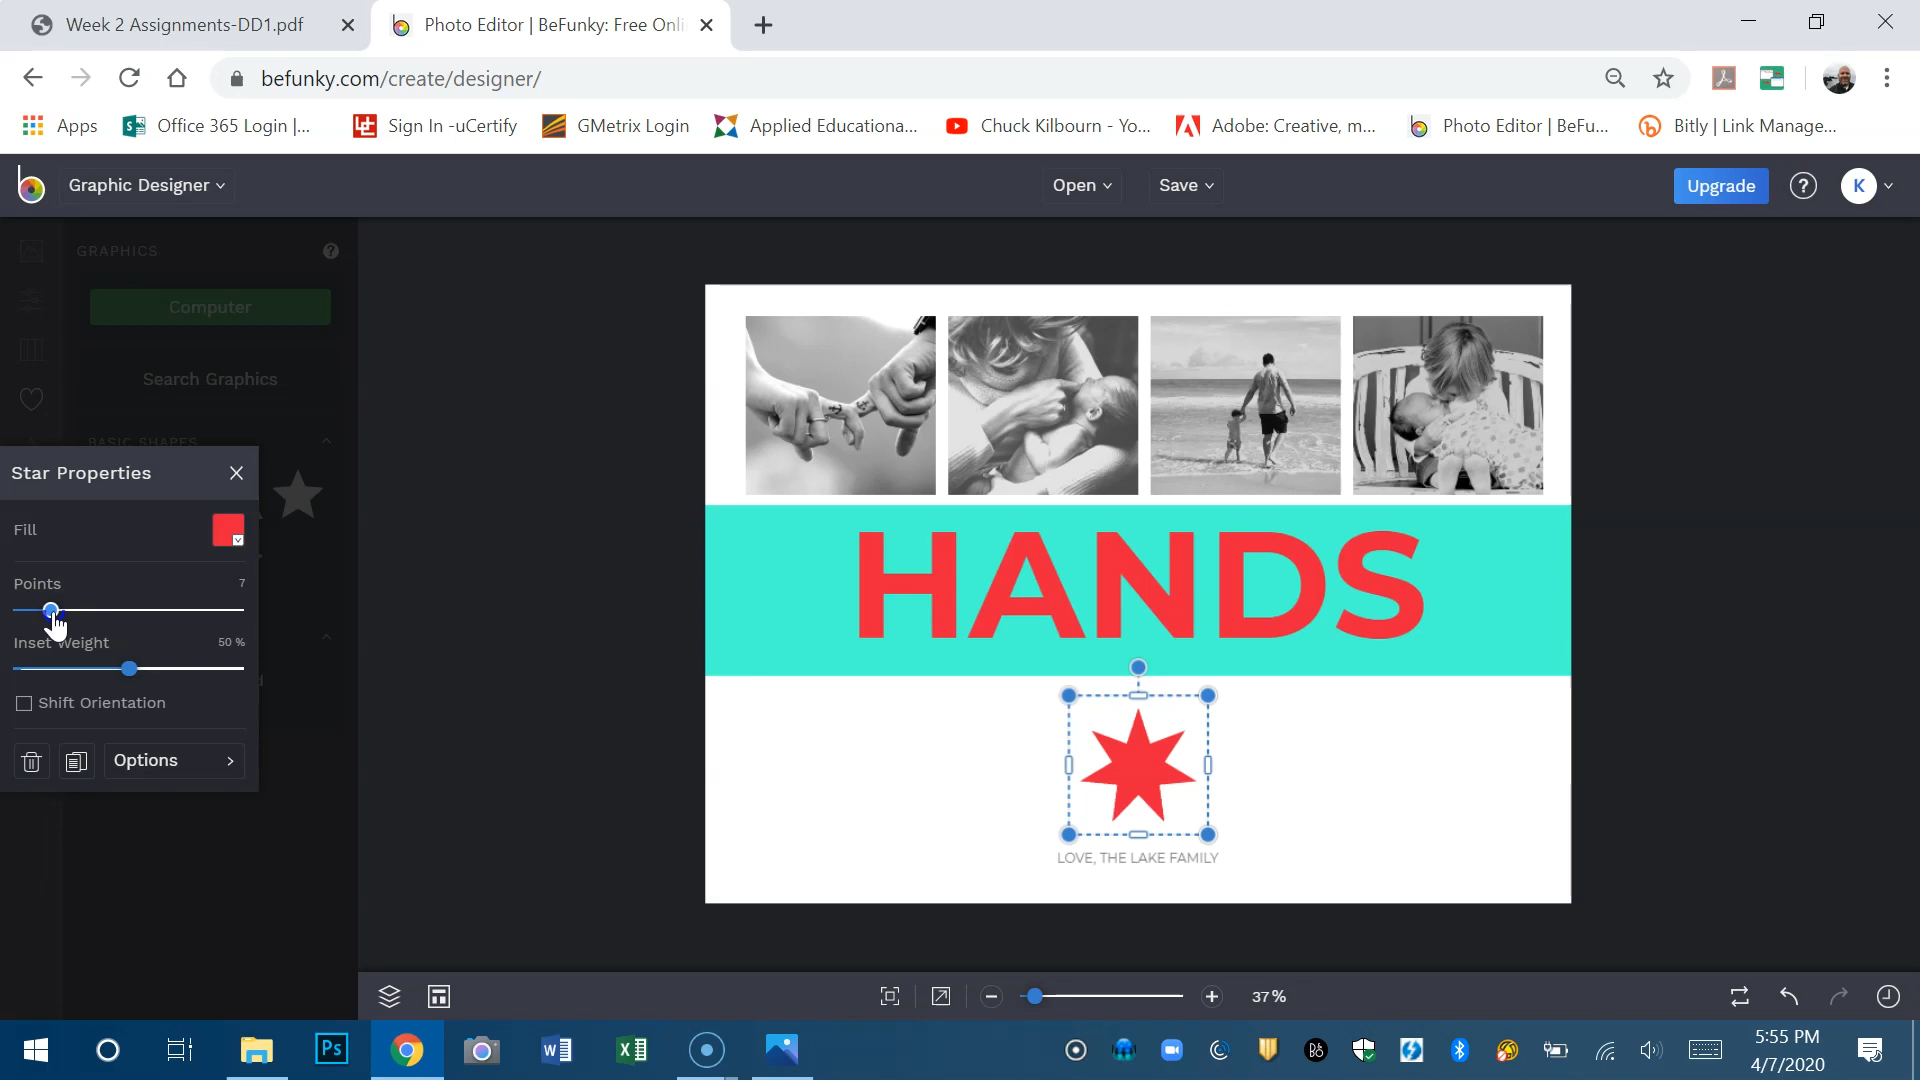 Week 2 Assignments-DD1.pdf
Photo Editor | BeFunky: Free Onli
befunky.com/create/designer/
Apps
Office 365 Login |...
Sign In -uCertify
GMetrix Login
Applied Educationa...
Chuck Kilbourn - Yo...
Adobe: Creative, m...
Photo Editor | BeFu...
Bitly | Link Manage...
Graphic Designer
Open
Save
Upgrade
?
K
GRAPHICS
?
Computer
Search Graphics
BASIC SHAPES
Star Properties
Fill
Points 7
Inset Weight 50 %
Shift Orientation
Options
HANDS
LOVE, THE LAKE FAMILY
37%
Ps
5:55 PM
4/7/2020